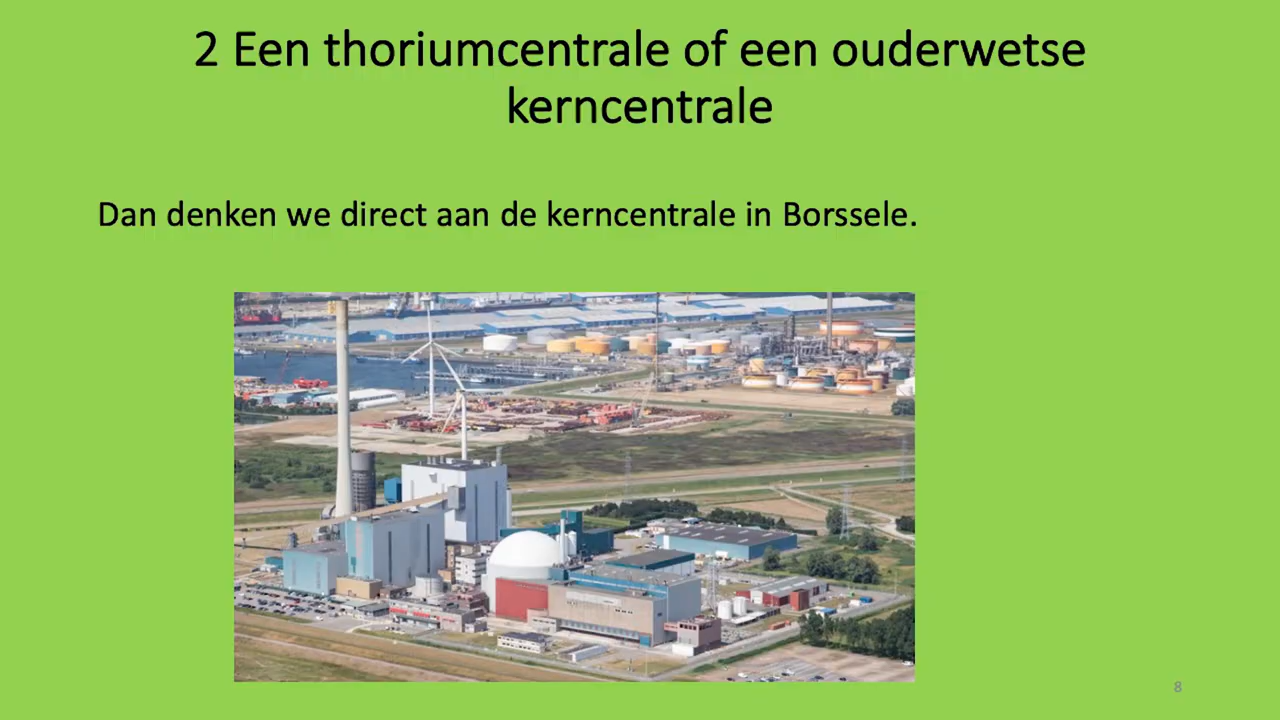 2 Een thoriumcentrale of een ouderwetse
kerncentrale
Dan denken we direct aan de kerncentrale in Borssele.
8